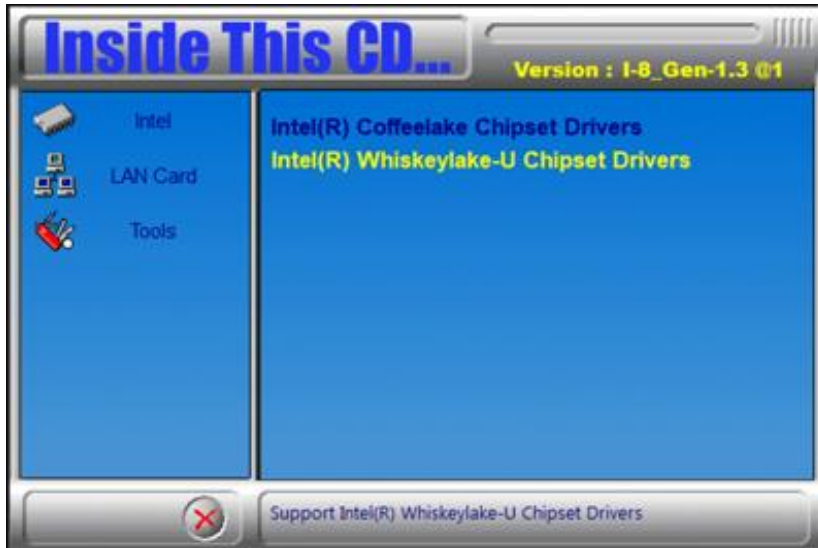 Inside This CD...
Version : I-8_Gen-1.3 @1
Intel
LAN Card
Tools
Intel(R) Coffeelake Chipset Drivers
Intel(R) Whiskeylake-U Chipset Drivers
Support Intel(R) Whiskeylake-U Chipset Drivers